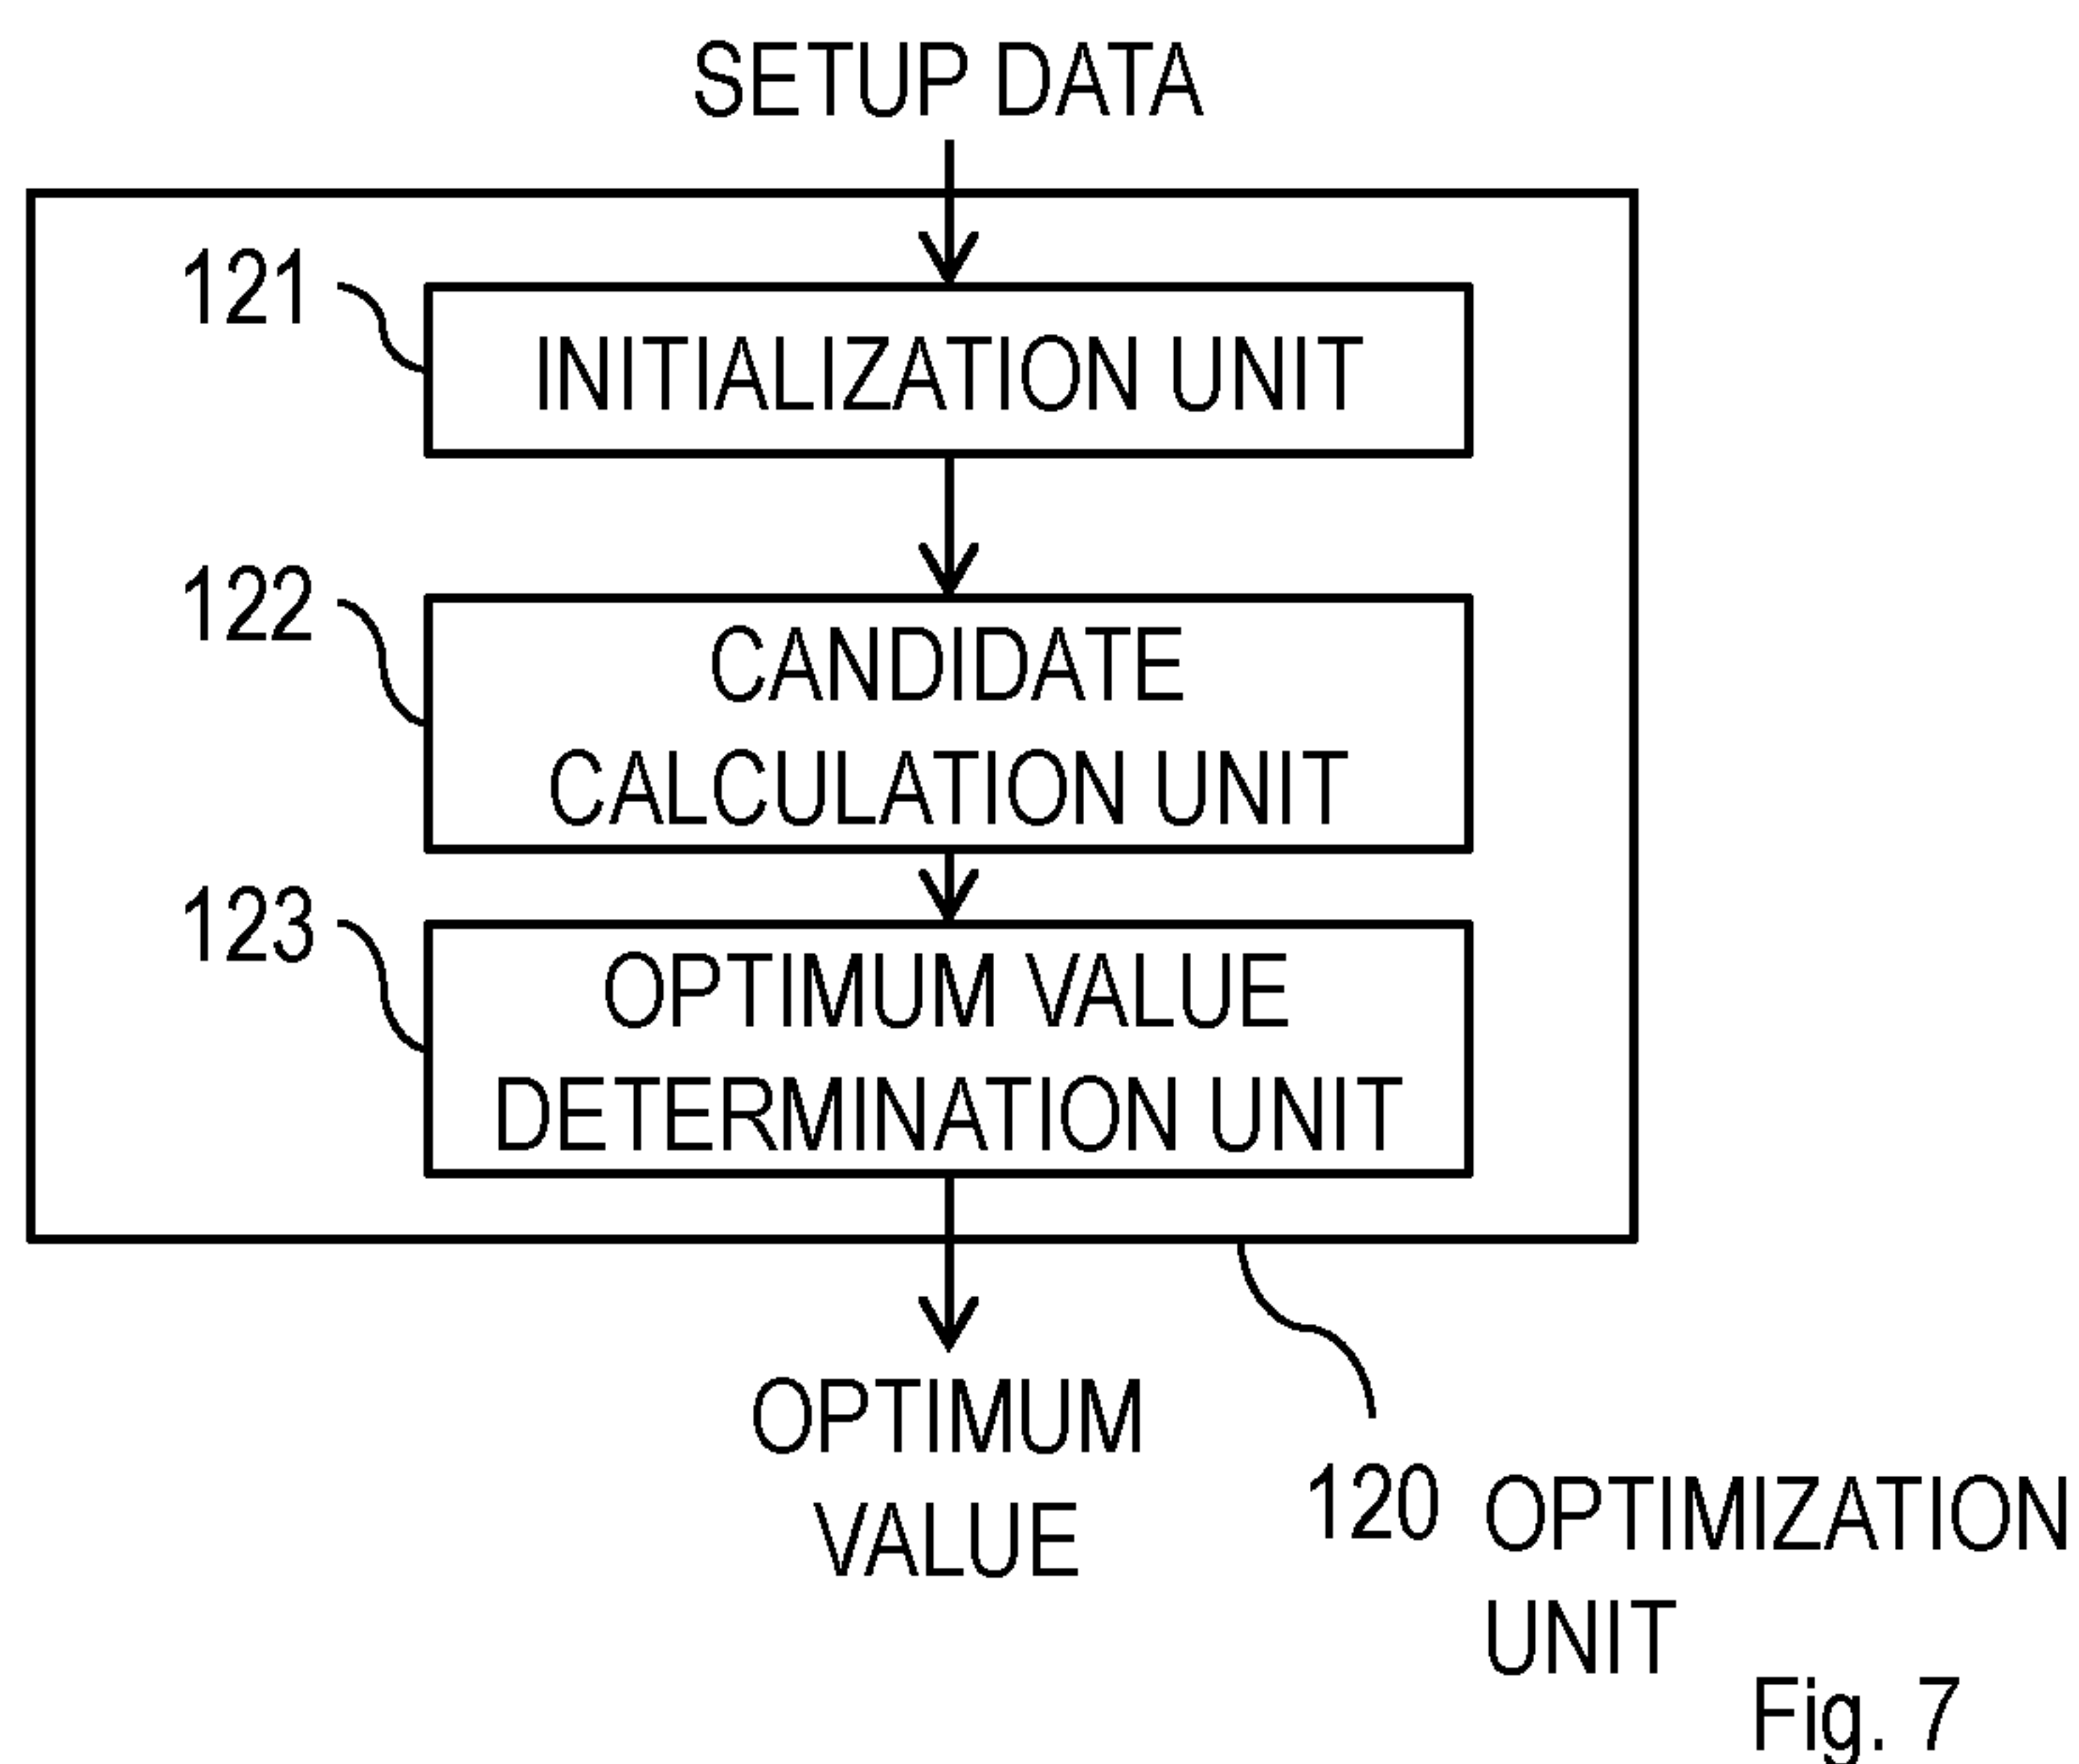 SETUP DATA
121
INITIALIZATION UNIT
122
CANDIDATE
CALCULATION UNIT
123
OPTIMUM VALUE
DETERMINATION UNIT
OPTIMUM
VALUE
120 OPTIMIZATION
UNIT
Fig. 7